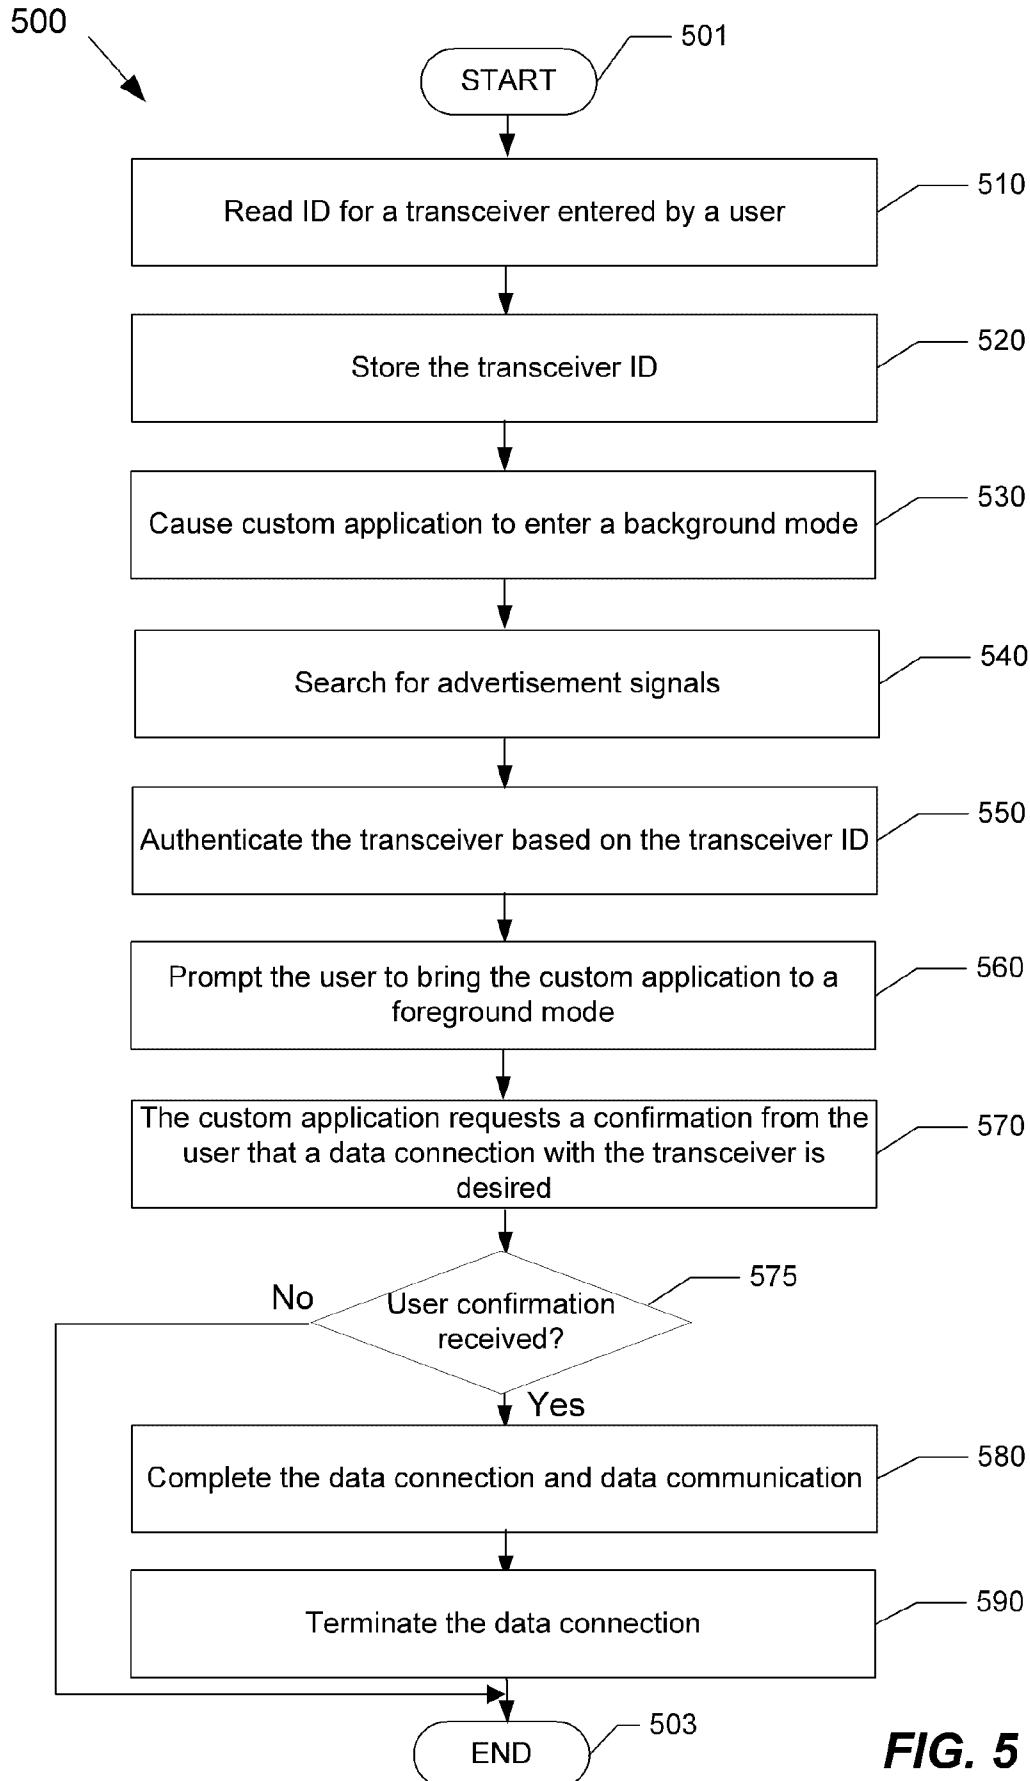 500
START
501
Read ID for a transceiver entered by a user
510
Store the transceiver ID
520
Cause custom application to enter a background mode
530
Search for advertisement signals
540
Authenticate the transceiver based on the transceiver ID
550
Prompt the user to bring the custom application to a
foreground mode
560
The custom application requests a confirmation from the
user that a data connection with the transceiver is
desired
570
User confirmation
received?
575
No
Yes
Complete the data connection and data communication
580
Terminate the data connection
590
END
503
FIG. 5